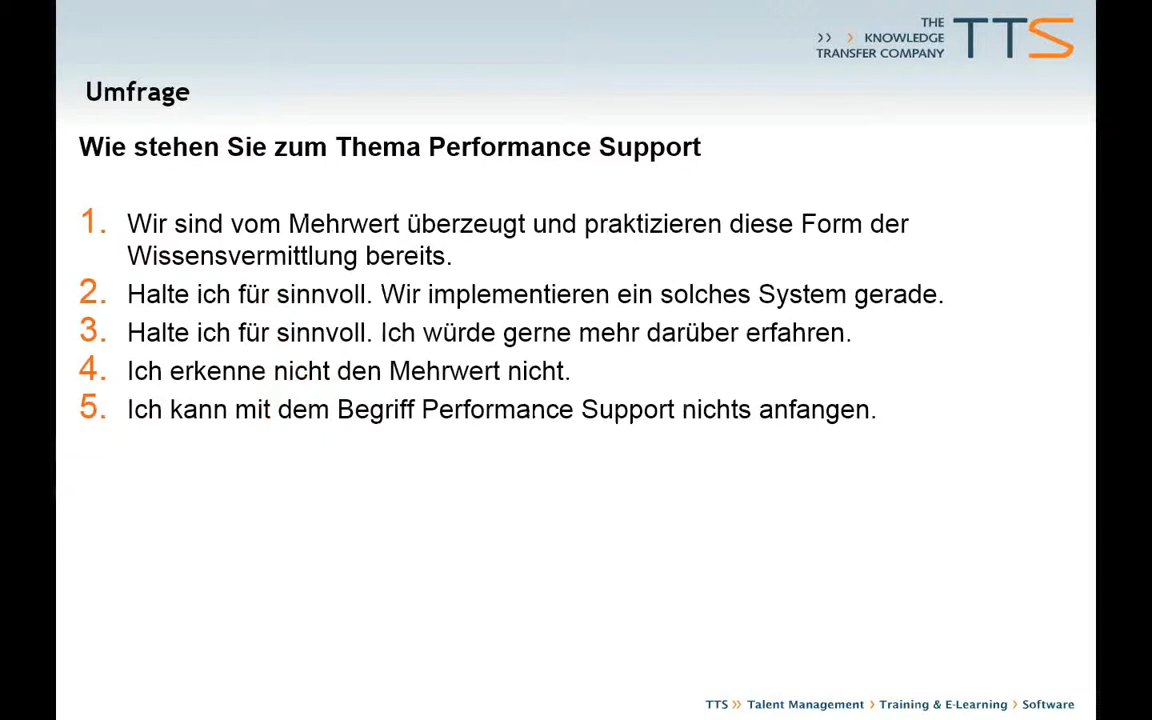 THE
›› › KNOWLEDGE
TRANSFER COMPANY
TTS
Umfrage
Wie stehen Sie zum Thema Performance Support
1. Wir sind vom Mehrwert überzeugt und praktizieren diese Form der
Wissensvermittlung bereits.
2. Halte ich für sinnvoll. Wir implementieren ein solches System gerade.
3. Halte ich für sinnvoll. Ich würde gerne mehr darüber erfahren.
4. Ich erkenne nicht den Mehrwert nicht.
5. Ich kann mit dem Begriff Performance Support nichts anfangen.
TTS ›› Talent Management › Training & E-Learning › Software